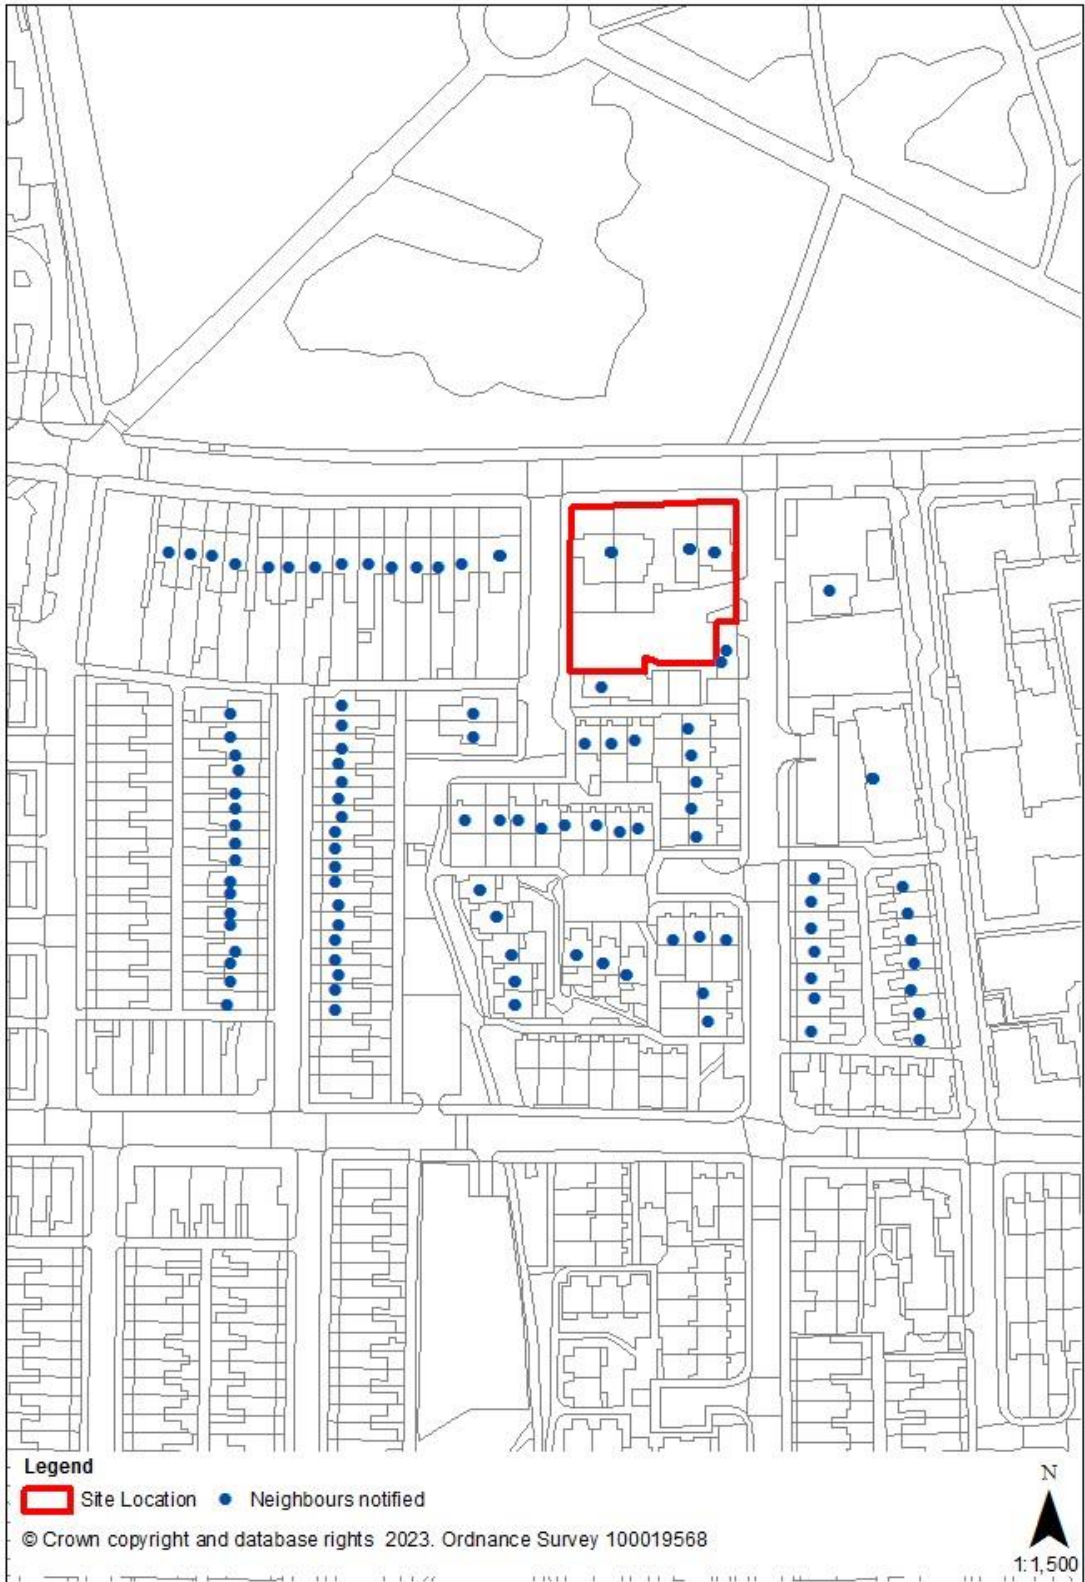 Legend
Site Location
Neighbours notified
© Crown copyright and database rights 2023. Ordnance Survey 100019568
N
1:1,500